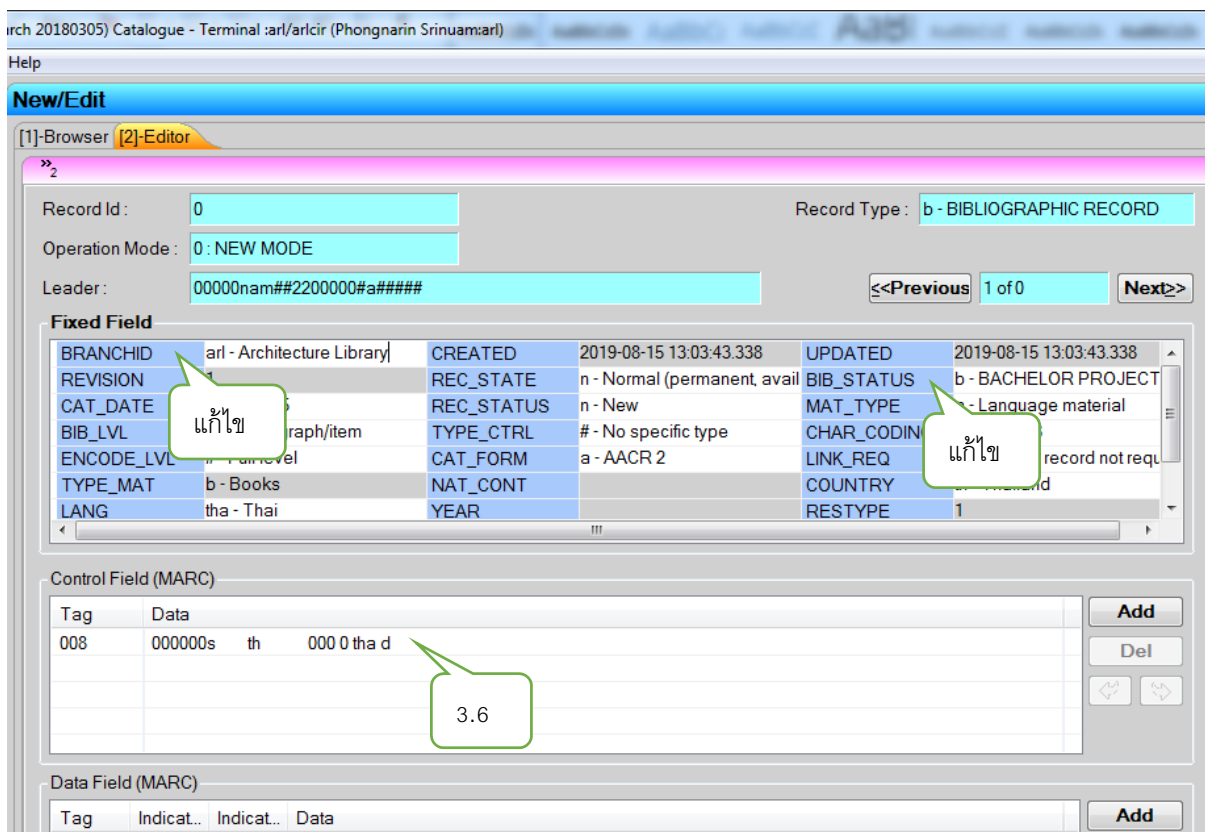 rch 20180305) Catalogue - Terminal :arl/arlcir (Phongnarin Srinuam:arl)
Help
New/Edit
[1]-Browser [2]-Editor
»2
Record Id : 0 Record Type : b - BIBLIOGRAPHIC RECORD
Operation Mode : 0 : NEW MODE
Leader : 00000nam##2200000#a##### <<Previous 1 of 0 Next>>
Fixed Field
BRANCHID arl - Architecture Library CREATED 2019-08-15 13:03:43.338 UPDATED 2019-08-15 13:03:43.338
REVISION REC_STATE n - Normal (permanent, avail BIB_STATUS b - BACHELOR PROJECT
CAT_DATE REC_STATUS n - New MAT_TYPE - Language material
BIB_LVL raph/item TYPE_CTRL # - No specific type CHAR_CODIN
ENCODE_LVL CAT_FORM a - AACR 2 LINK_REQ record not requ
TYPE_MAT b - Books NAT_CONT COUNTRY
LANG tha - Thai YEAR RESTYPE 1
แก้ไข
แก้ไข
Control Field (MARC)
Tag Data Add
008 000000s th 000 0 tha d Del
3.6
Data Field (MARC)
Tag Indicat... Indicat... Data Add